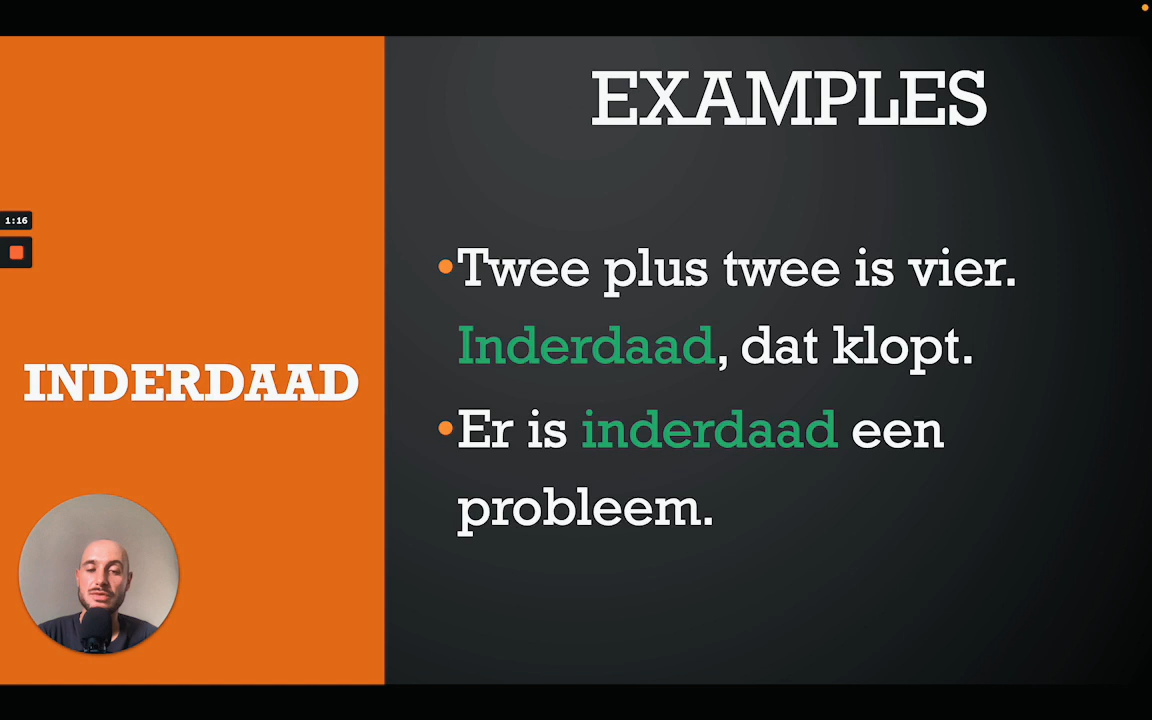 EXAMPLES
1:16
INDERDAAD
•Twee plus twee is vier.
Inderdaad, dat klopt.
•Er is inderdaad een
probleem.